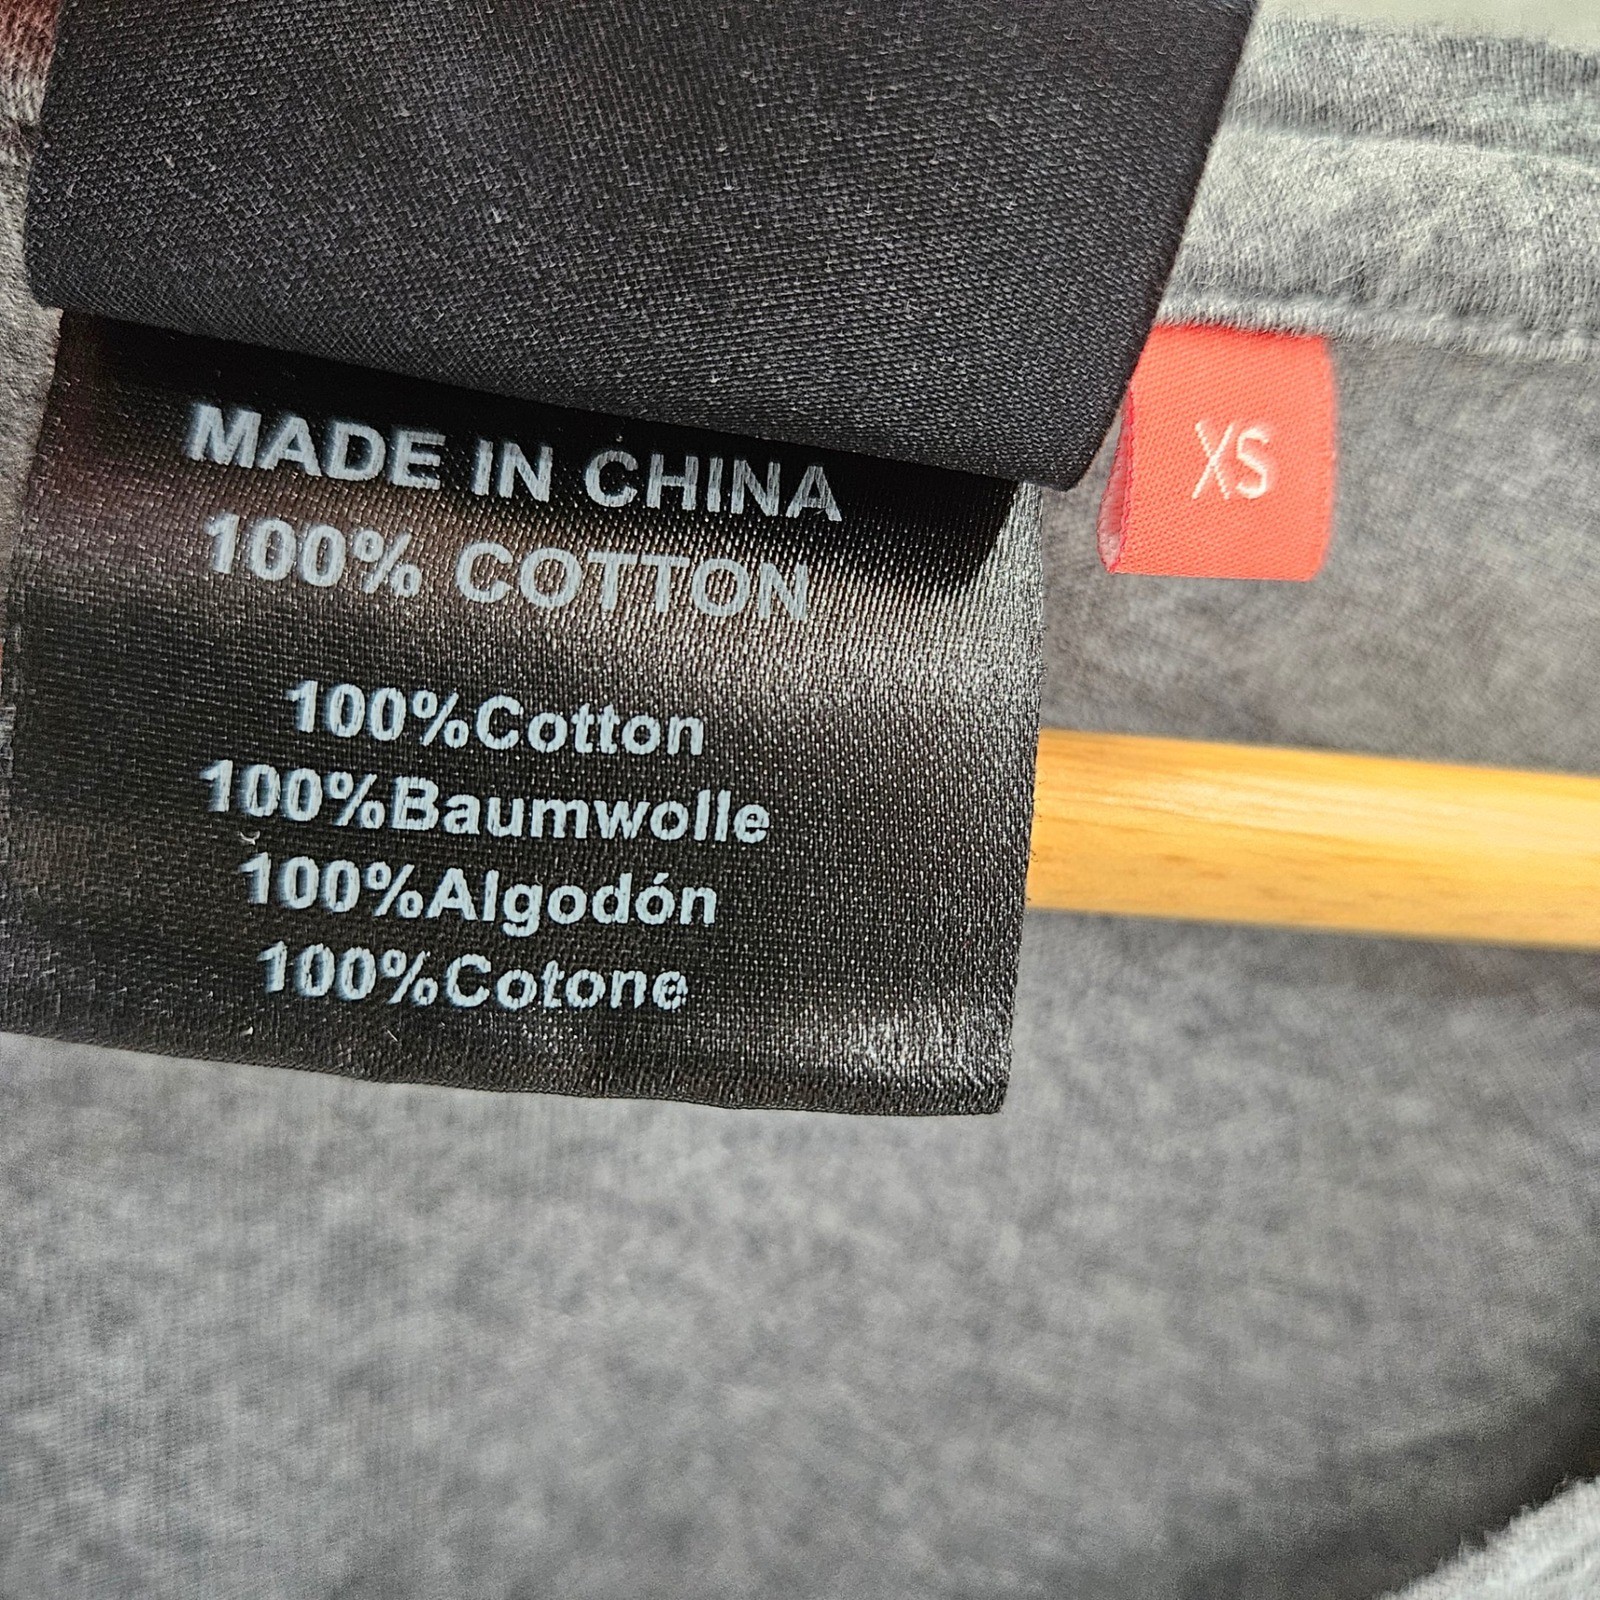 MADE IN CHINA
100% COTTON
100%Cotton
100%Baumwolle
100%Algodón
100%Cotone
XS